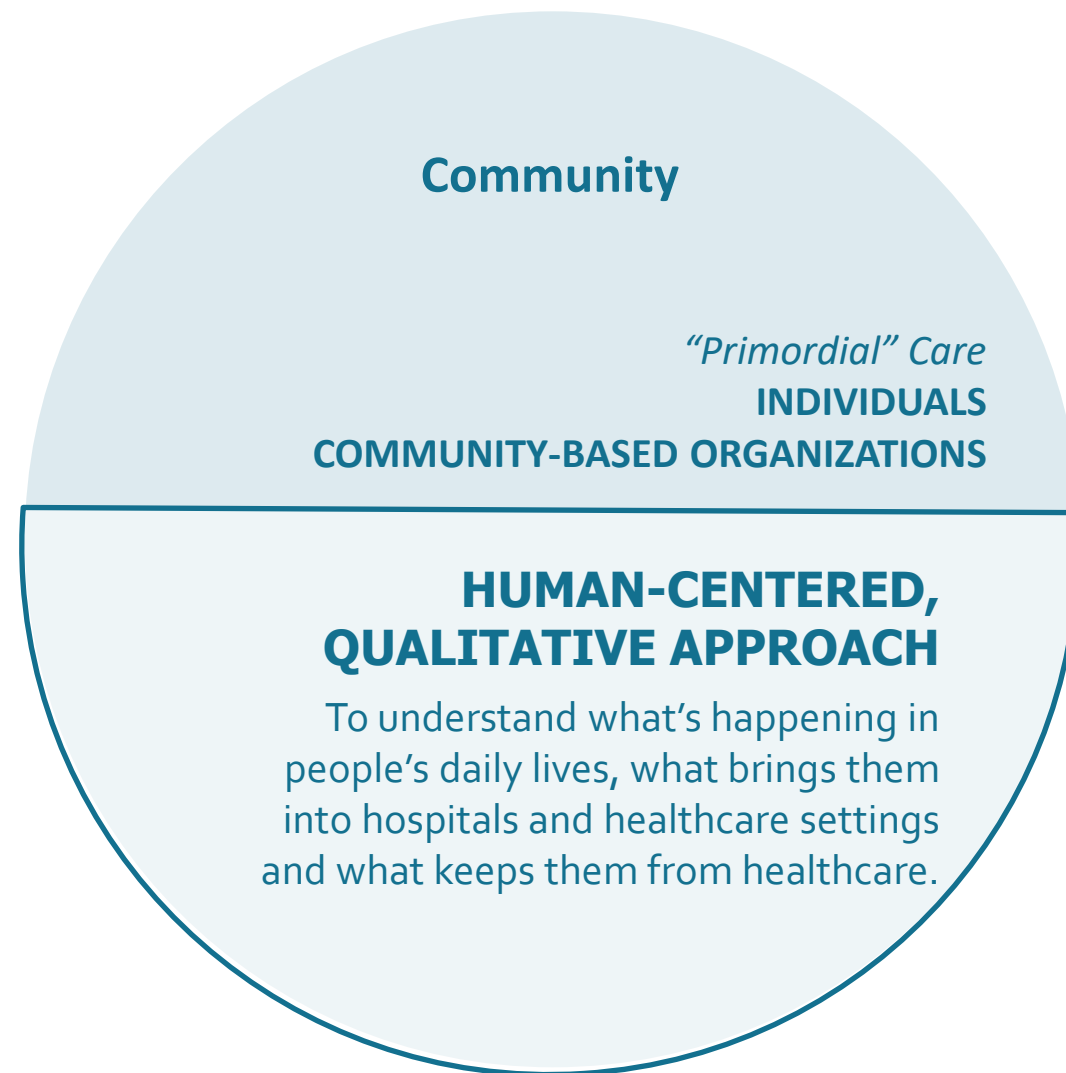 Community
“Primordial” Care
INDIVIDUALS
COMMUNITY-BASED ORGANIZATIONS
HUMAN-CENTERED,
QUALITATIVE APPROACH
To understand what’s happening in
people’s daily lives, what brings them
into hospitals and healthcare settings
and what keeps them from healthcare.